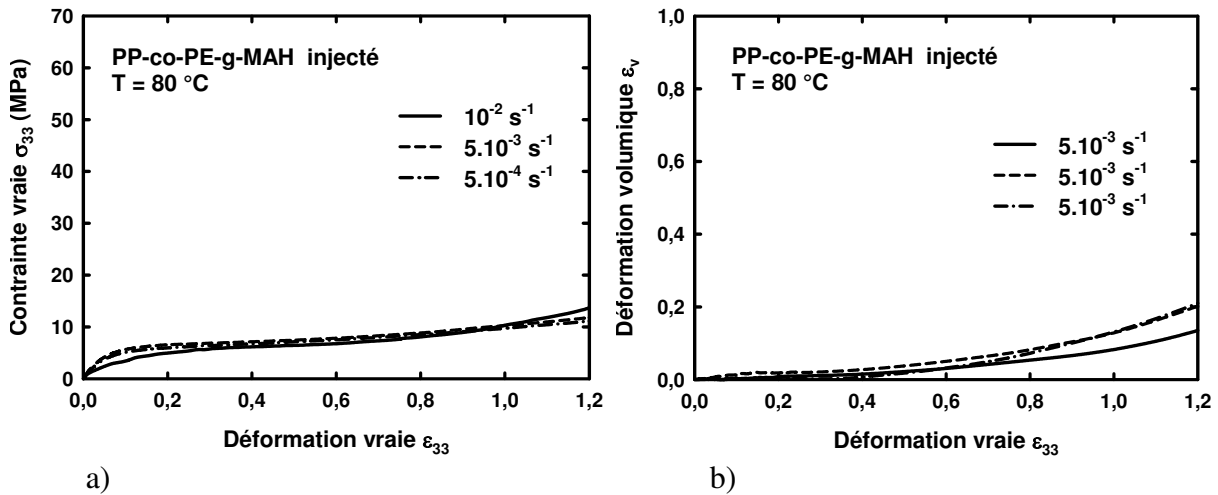 70
60
50
40
30
20
10
0
Contrainte vraie σ₃₃ (MPa)
PP-co-PE-g-MAH injecté
T = 80 °C
10⁻² s⁻¹
5.10⁻³ s⁻¹
5.10⁻⁴ s⁻¹
0,0 0,2 0,4 0,6 0,8 1,0 1,2
Déformation vraie ε₃₃
a)
1,0
0,8
0,6
0,4
0,2
0,0
Déformation volumique εᵥ
PP-co-PE-g-MAH injecté
T = 80 °C
5.10⁻³ s⁻¹
5.10⁻³ s⁻¹
5.10⁻³ s⁻¹
0,0 0,2 0,4 0,6 0,8 1,0 1,2
Déformation vraie ε₃₃
b)